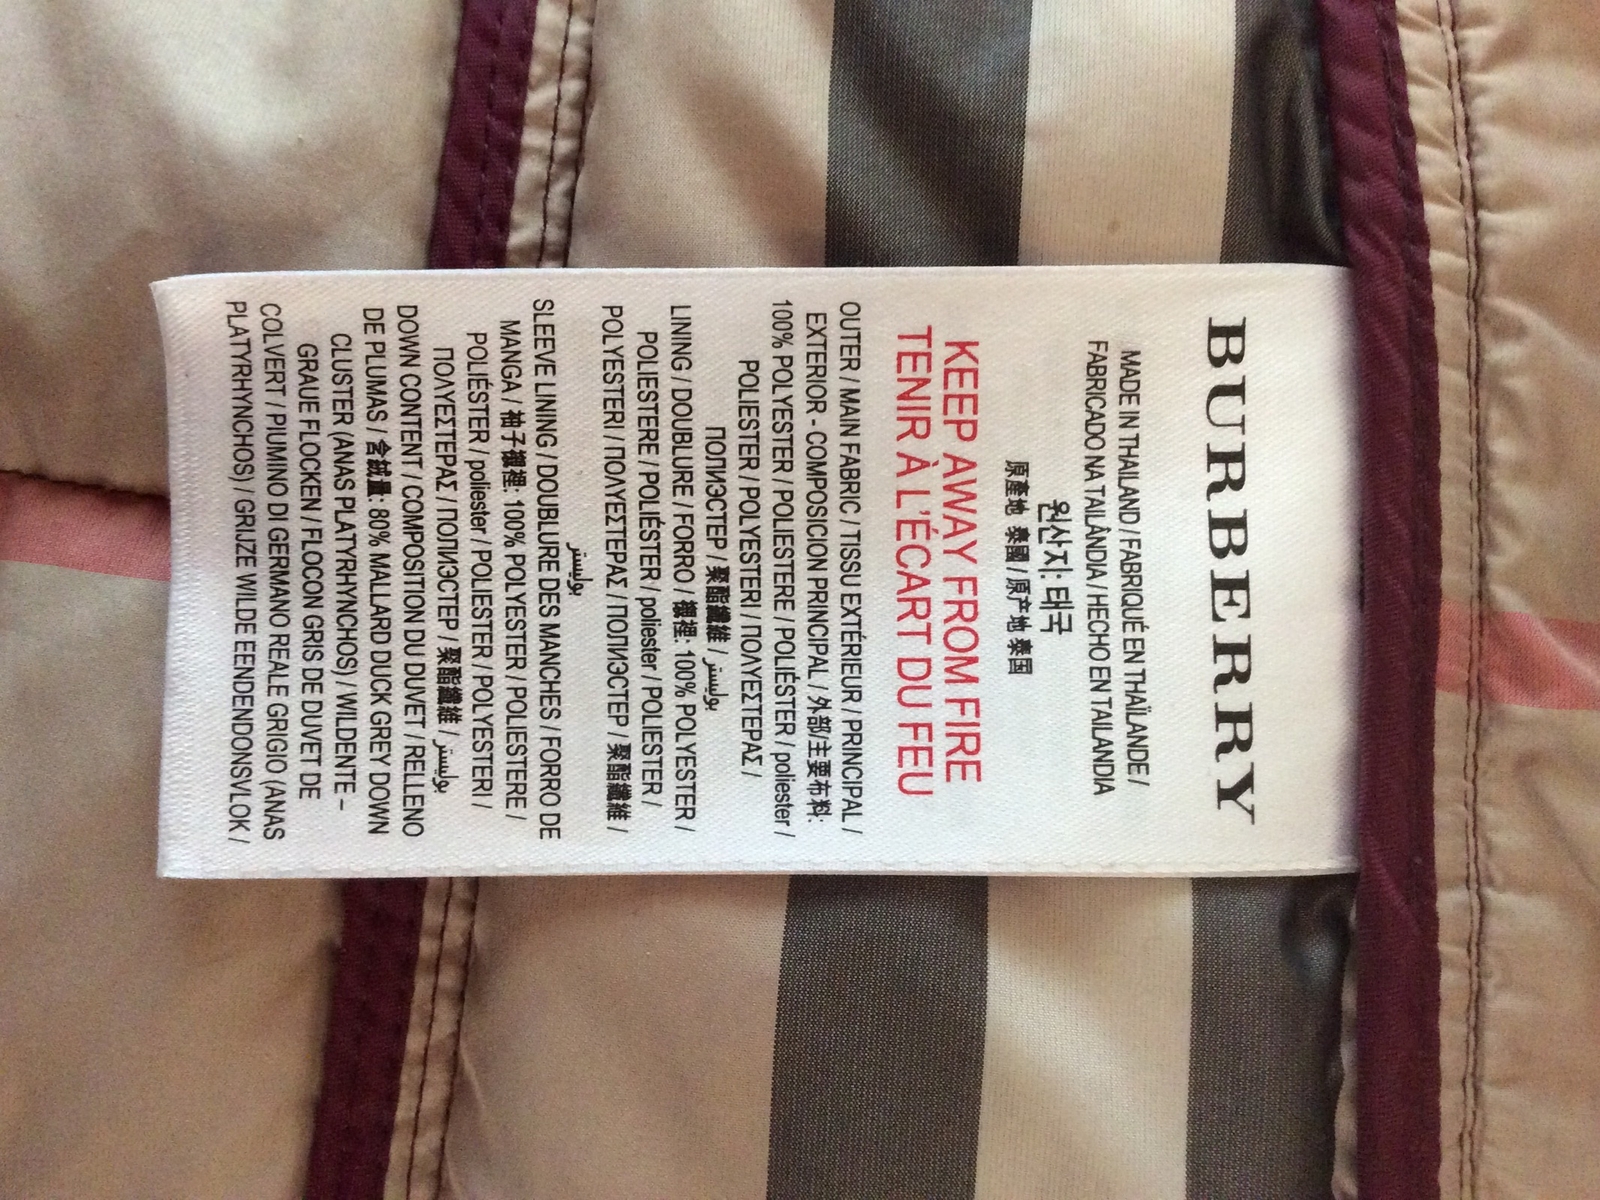 BURBERRY
MADE IN THAILAND / FABRIQUÉ EN THAÏLANDE /
FABRICADO NA TAILÂNDIA / HECHO EN TAILANDIA
원산지: 태국
原產地 泰國 / 原产地 泰国
KEEP AWAY FROM FIRE
TENIR À L'ÉCART DU FEU
OUTER / MAIN FABRIC / TISSU EXTÉRIEUR / PRINCIPAL /
EXTERIOR - COMPOSICION PRINCIPAL / 外部/主要布料:
100% POLYESTER / POLIESTERE / POLIÉSTER / poliester /
POLIESTER / POLYESTERI / ΠΟΛΥΕΣΤΕΡΑΣ /
ПОПИЭСТЕР / 聚酯纖維 / بوليستر
LINING / DOUBLURE / FORRO / 襯裡: 100% POLYESTER /
POLIESTERE / POLIÉSTER / poliester / POLIESTER /
POLYESTERI / ΠΟΛΥΕΣΤΕΡΑΣ / ПОПИЭСТЕР / 聚酯纖維 /
بوليستر
SLEEVE LINING / DOUBLURE DES MANCHES / FORRO DE
MANGA / 袖子襯裡: 100% POLYESTER / POLIESTERE /
POLIÉSTER / poliester / POLIESTER / POLYESTERI /
ΠΟΛΥΕΣΤΕΡΑΣ / ПОПИЭСТЕР / 聚酯纖維 / بوليستر
DOWN CONTENT / COMPOSITION DU DUVET / RELLENO
DE PLUMAS / 含絨量: 80% MALLARD DUCK GREY DOWN
CLUSTER (ANAS PLATYRHYNCHOS) / WILDENTE –
GRAUE FLOCKEN / FLOCON GRIS DE DUVET DE
COLVERT / PIUMINO DI GERMANO REALE GRIGIO (ANAS
PLATYRHYNCHOS) / GRIJZE WILDE EENDENDONSVLOK /